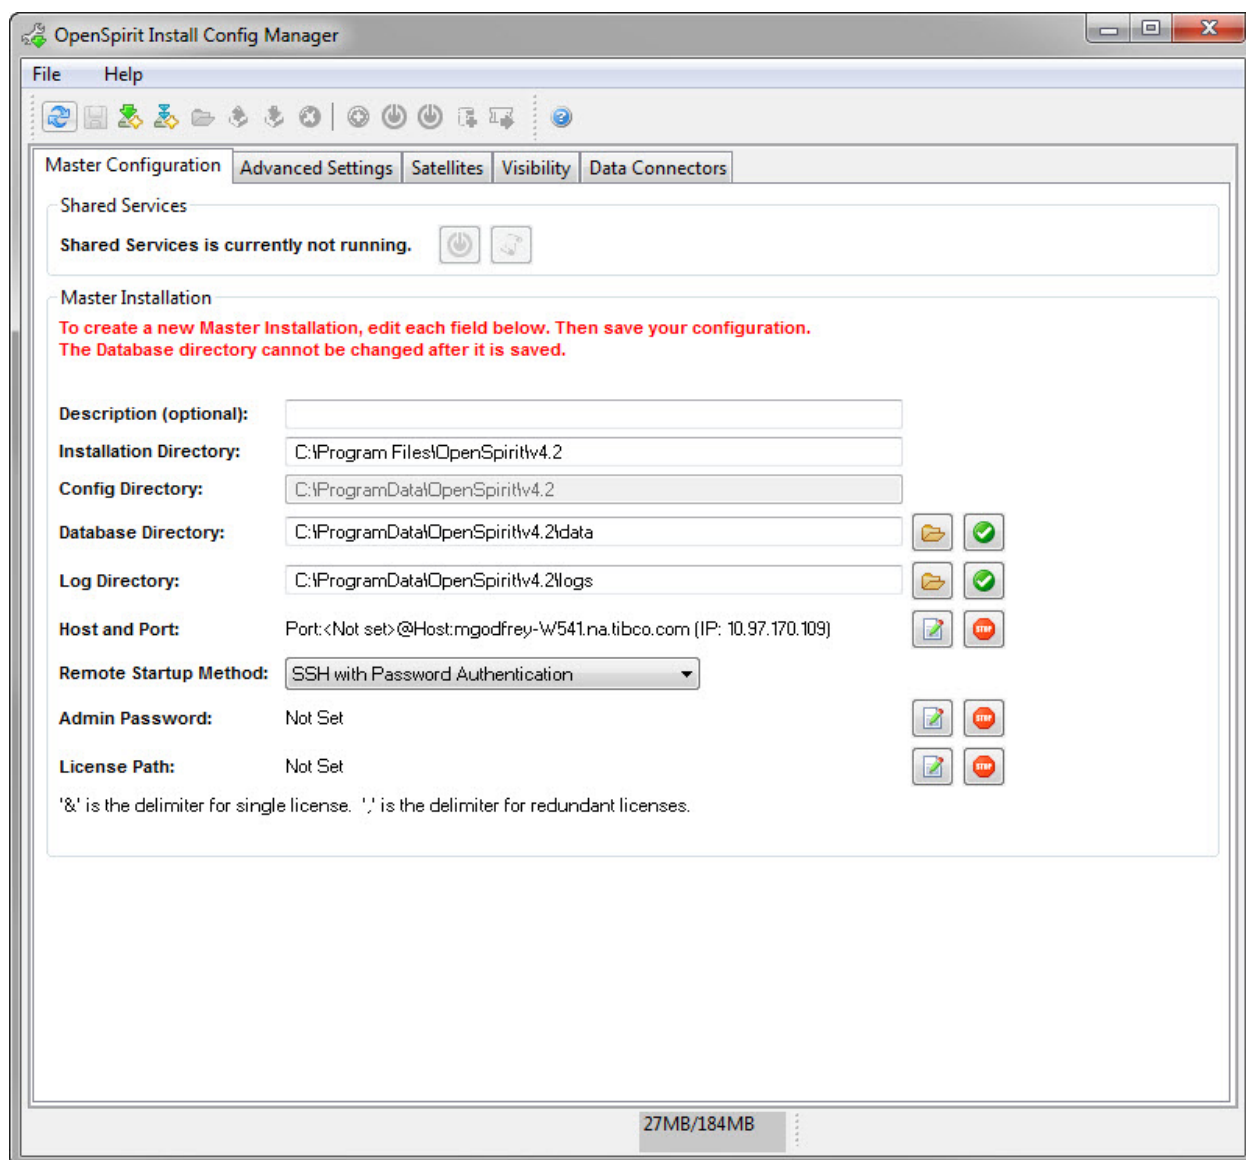 OpenSpirit Install Config Manager
File Help
Master Configuration Advanced Settings Satellites Visibility Data Connectors
Shared Services
Shared Services is currently not running.
Master Installation
To create a new Master Installation, edit each field below. Then save your configuration.
The Database directory cannot be changed after it is saved.
Description (optional):
Installation Directory: C:\Program Files\OpenSpirit\v4.2
Config Directory: C:\ProgramData\OpenSpirit\v4.2
Database Directory: C:\ProgramData\OpenSpirit\v4.2\data
Log Directory: C:\ProgramData\OpenSpirit\v4.2\logs
Host and Port: Port:<Not set>@Host:mgodfrey-W541.na.tibco.com (IP: 10.97.170.109) STOP
Remote Startup Method: SSH with Password Authentication
Admin Password: Not Set STOP
License Path: Not Set STOP
'&' is the delimiter for single license. ',' is the delimiter for redundant licenses.
27MB/184MB